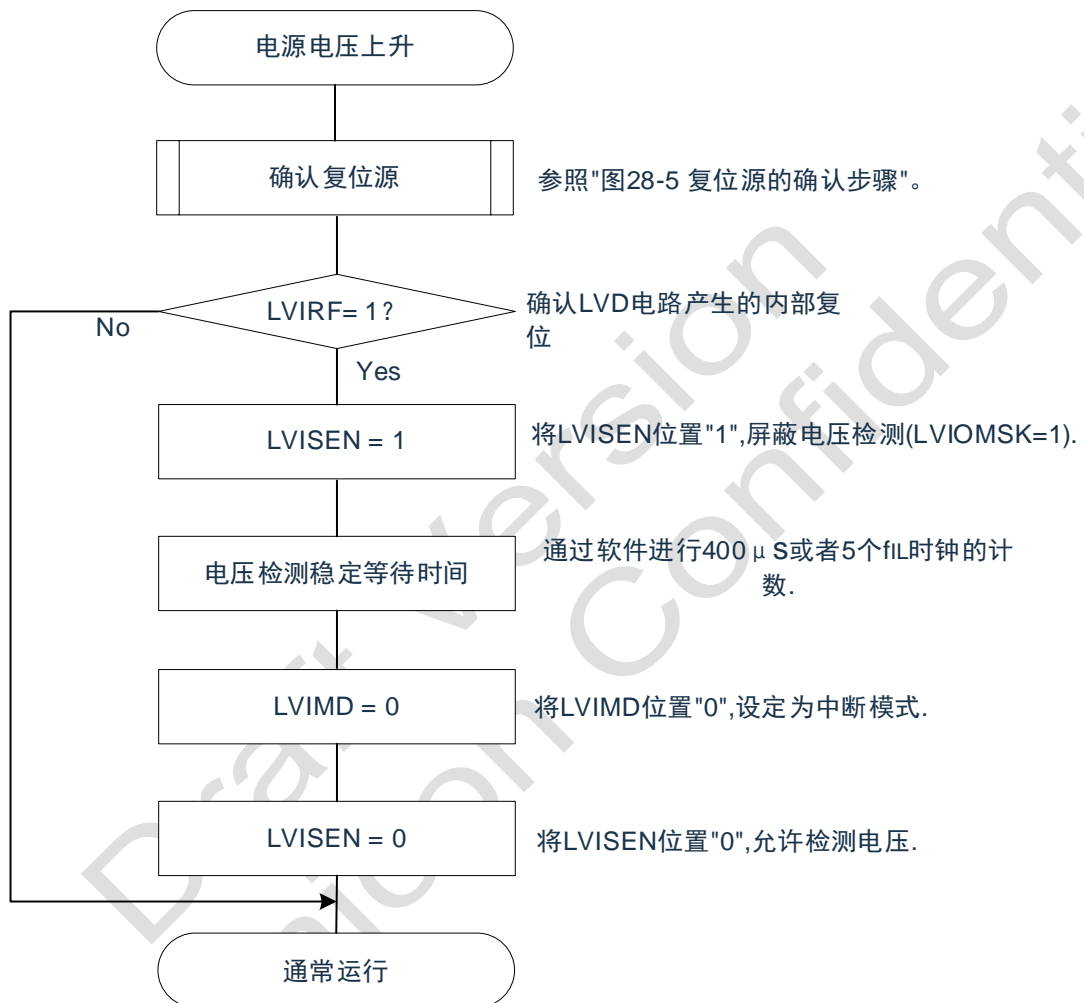 电源电压上升
确认复位源
参照"图28-5 复位源的确认步骤"。
LVIRF= 1?
确认LVD电路产生的内部复
位
No
Yes
LVISEN = 1
将LVISEN位置"1",屏蔽电压检测(LVIOMSK=1).
电压检测稳定等待时间
通过软件进行400μS或者5个fIL时钟的计
数.
LVIMD = 0
将LVIMD位置"0",设定为中断模式.
LVISEN = 0
将LVISEN位置"0",允许检测电压.
通常运行
Draft Version
Confidenti